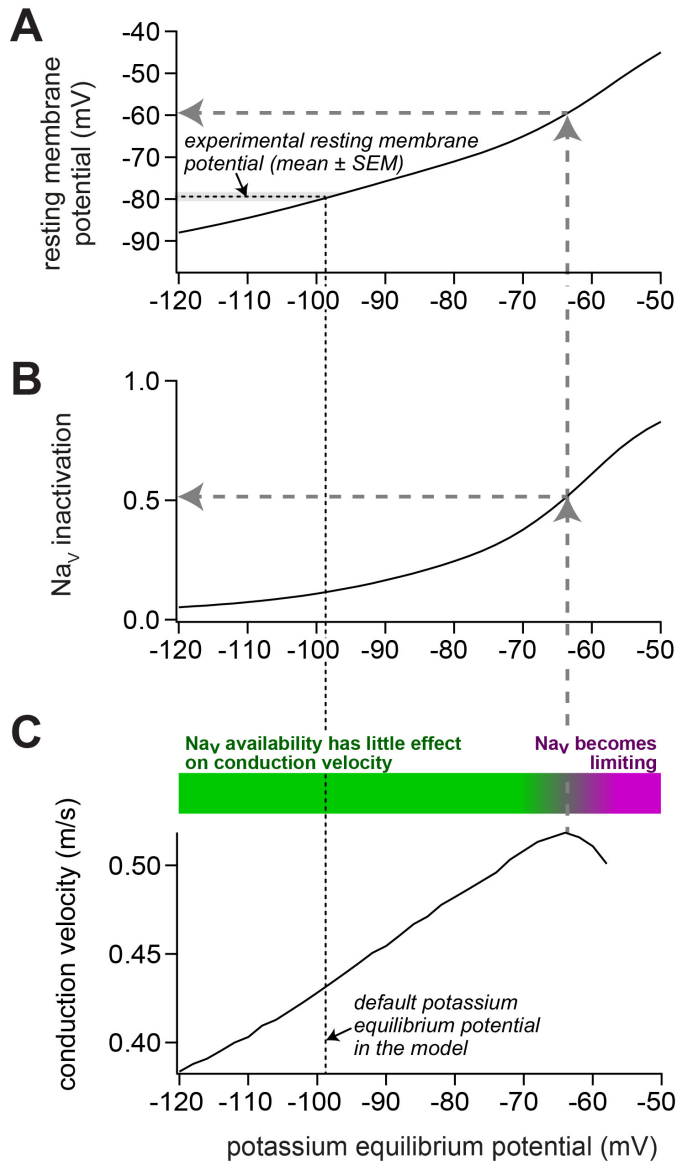 A
resting membrane
potential (mV)
-40
-50
-60
-70
-80
-90
experimental resting membrane
potential (mean ± SEM)
-120 -110 -100 -90 -80 -70 -60 -50
B
NaV inactivation
1.0
0.5
0.0
-120 -110 -100 -90 -80 -70 -60 -50
C
NaV availability has little effect
on conduction velocity
NaV becomes
limiting
conduction velocity (m/s)
0.50
0.45
0.40
default potassium
equilibrium potential
in the model
-120 -110 -100 -90 -80 -70 -60 -50
potassium equilibrium potential (mV)